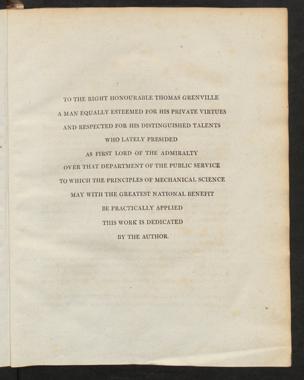 TO THE RIGHT HONOURABLE THOMAS GRENVILLE
A MAN EQUALLY ESTEEMED FOR HIS PRIVATE VIRTUES
AND RESPECTED FOR HIS DISTINGUISHED TALENTS
WHO LATELY PRESIDED
AS FIRST LORD OF THE ADMIRALTY
OVER THAT DEPARTMENT OF THE PUBLIC SERVICE
TO WHICH THE PRINCIPLES OF MECHANICAL SCIENCE
MAY WITH THE GREATEST NATIONAL BENEFIT
BE PRACTICALLY APPLIED
THIS WORK IS DEDICATED
BY THE AUTHOR.